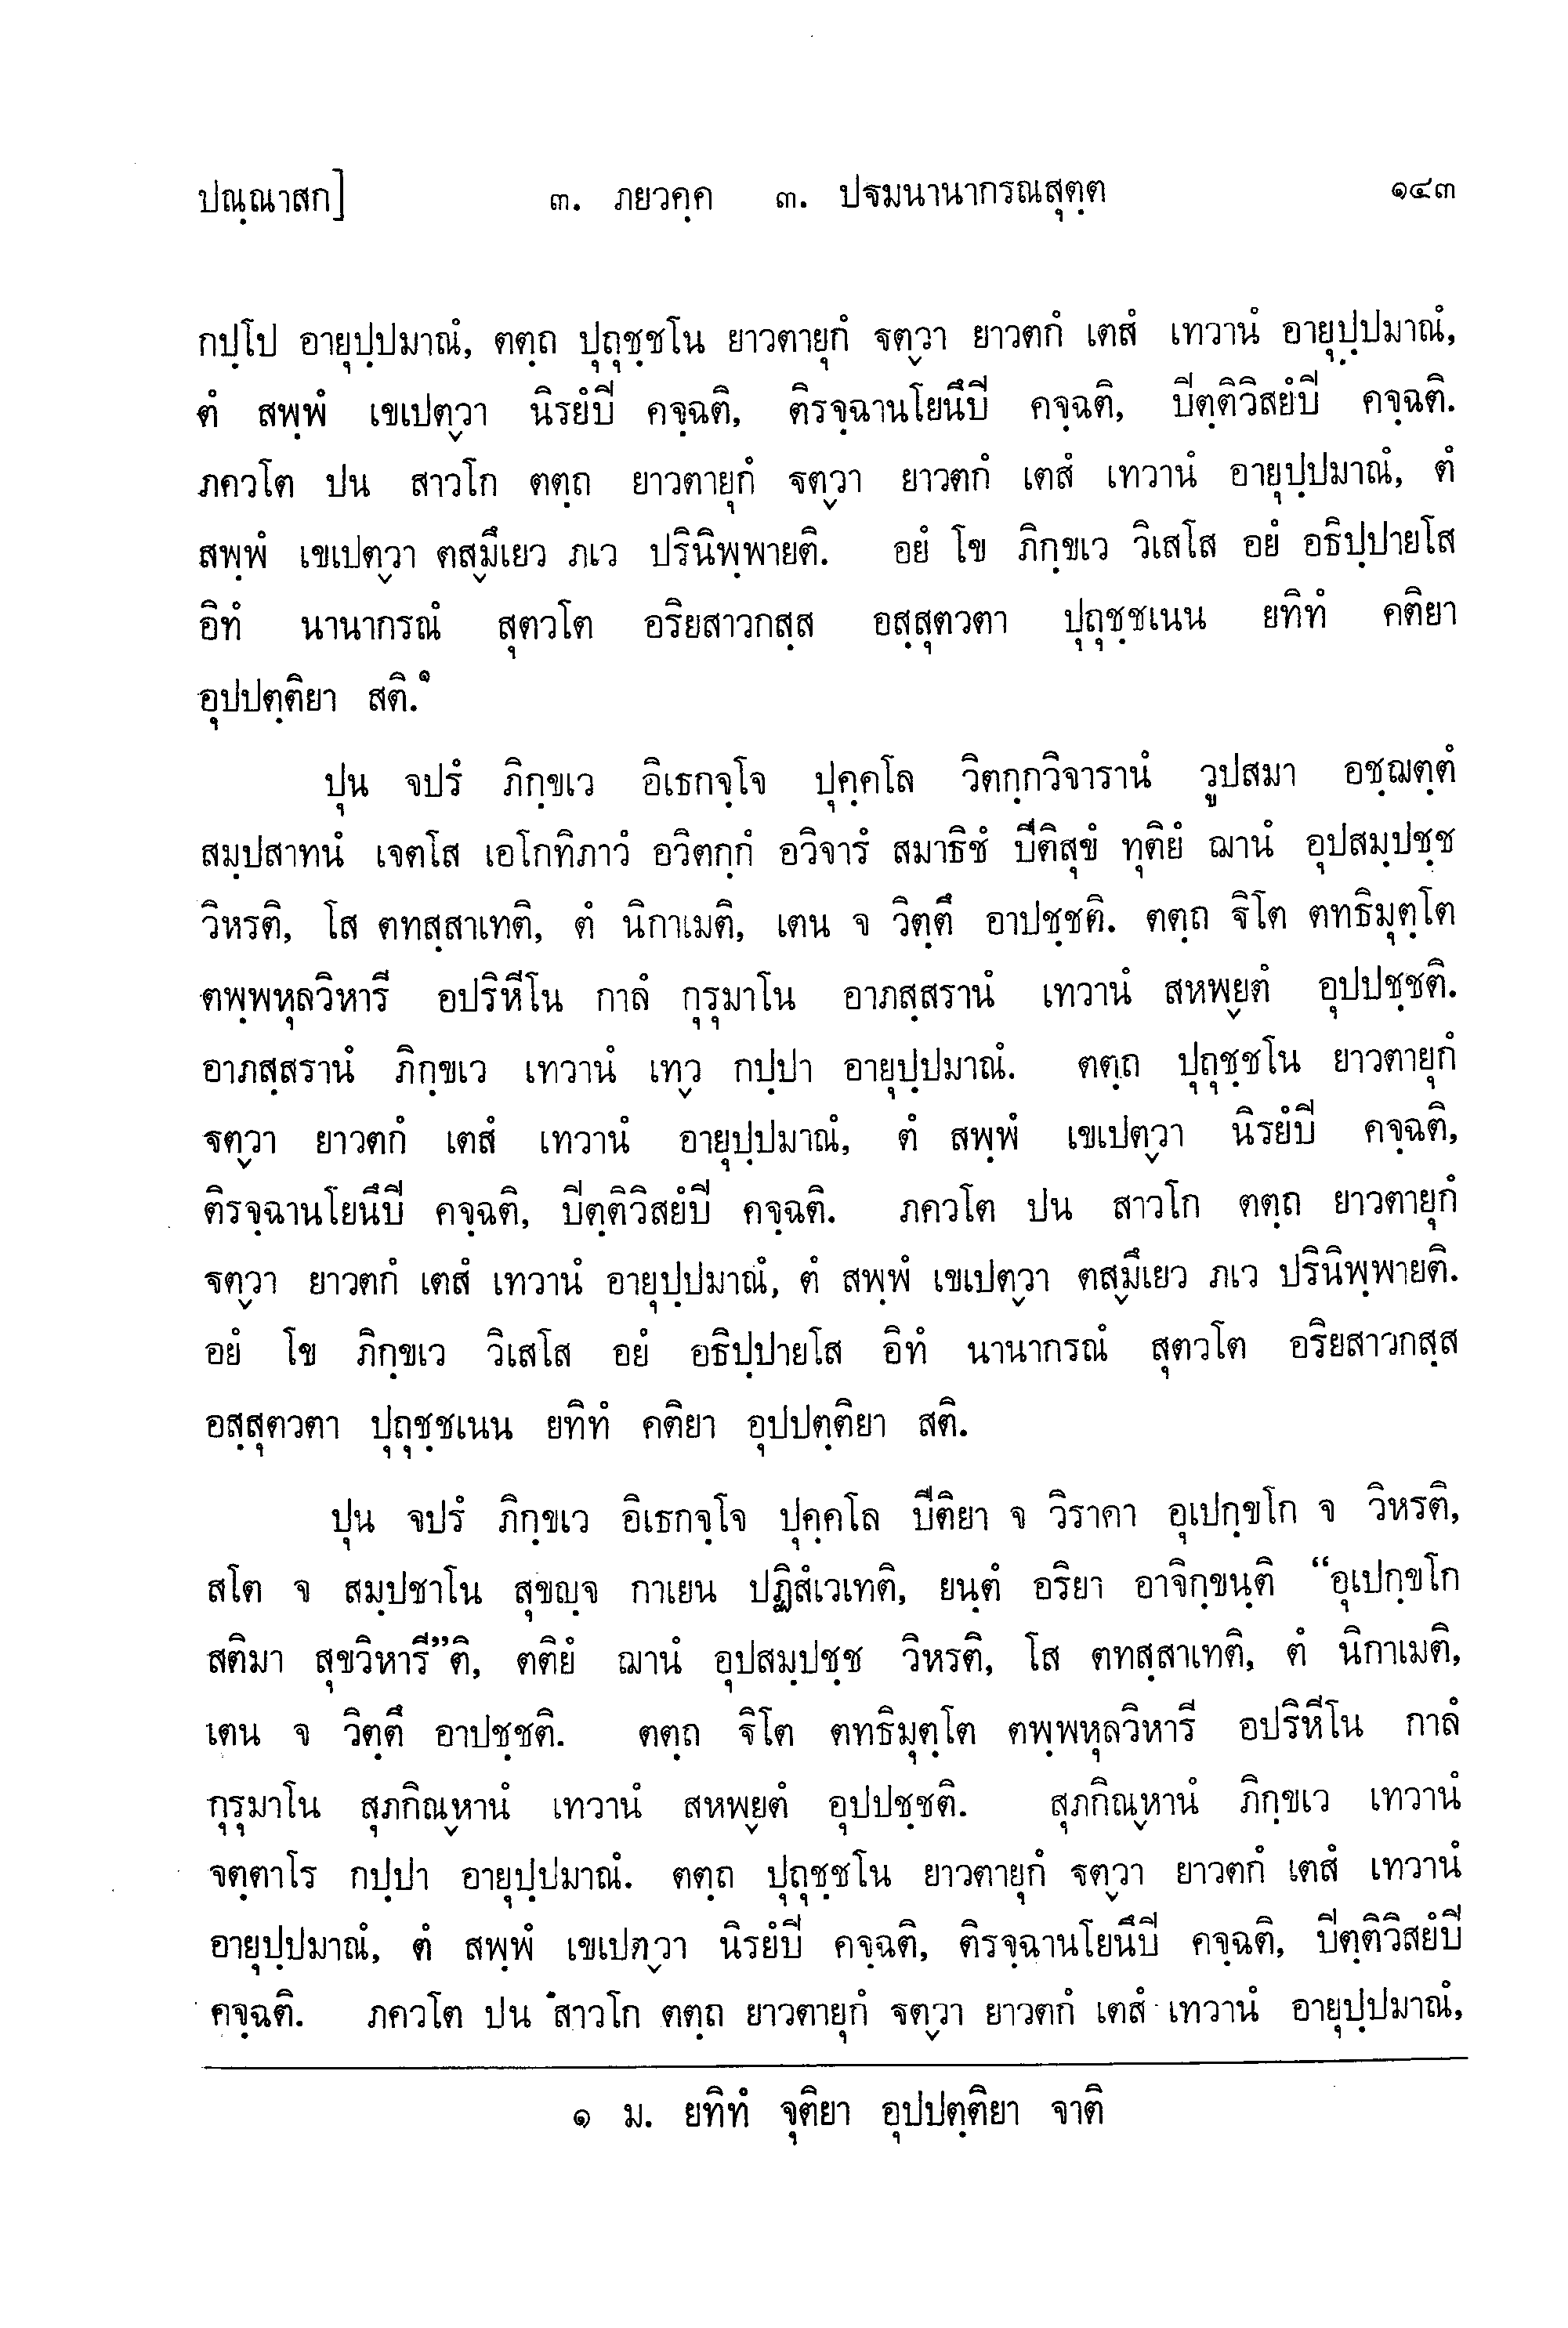 ปณฺณาสก] ๓. ภยวคฺค ๓. ปฐมนานากรณสุตฺต ๑๔๓
กปฺโป อายุปฺปมาณํ, ตตฺถ ปุถุชฺชโน ยาวตายุกํ ฐตฺวา ยาวตกํ เตสํ เทวานํ อายุปฺปมาณํ,
ตํ สพฺพํ เขเปตฺวา นิรยํปิ คจฺฉติ, ติรจฺฉานโยนึปิ คจฺฉติ, ปิตฺติวิสยํปิ คจฺฉติ.
ภควโต ปน สาวโก ตตฺถ ยาวตายุกํ ฐตฺวา ยาวตกํ เตสํ เทวานํ อายุปฺปมาณํ, ตํ
สพฺพํ เขเปตฺวา ตสฺมึเยว ภเว ปรินิพฺพายติ. อยํ โข ภิกฺขเว วิเสโส อยํ อธิปฺปายโส
อิทํ นานากรณํ สุตวโต อริยสาวกสฺส อสฺสุตวตา ปุถุชฺชเนน ยทิทํ คติยา
อุปปตฺติยา สติ.๑
ปุน จปรํ ภิกฺขเว อิเธกจฺโจ ปุคฺคโล วิตกฺกวิจารานํ วูปสมา อชฺฌตฺตํ
สมฺปสาทนํ เจตโส เอโกทิภาวํ อวิตกฺกํ อวิจารํ สมาธิชํ ปีติสุขํ ทุติยํ ฌานํ อุปสมฺปชฺช
วิหรติ, โส ตทสฺสาเทติ, ตํ นิกาเมติ, เตน จ วิตฺตึ อาปชฺชติ. ตตฺถ ฐิโต ตทธิมุตฺโต
ตพฺพหุลวิหารี อปริหีโน กาลํ กุรุมาโน อาภสฺสรานํ เทวานํ สหพฺยตํ อุปปชฺชติ.
อาภสฺสรานํ ภิกฺขเว เทวานํ เทฺว กปฺปา อายุปฺปมาณํ. ตตฺถ ปุถุชฺชโน ยาวตายุกํ
ฐตฺวา ยาวตกํ เตสํ เทวานํ อายุปฺปมาณํ, ตํ สพฺพํ เขเปตฺวา นิรยํปิ คจฺฉติ,
ติรจฺฉานโยนึปิ คจฺฉติ, ปิตฺติวิสยํปิ คจฺฉติ. ภควโต ปน สาวโก ตตฺถ ยาวตายุกํ
ฐตฺวา ยาวตกํ เตสํ เทวานํ อายุปฺปมาณํ, ตํ สพฺพํ เขเปตฺวา ตสฺมึเยว ภเว ปรินิพฺพายติ.
อยํ โข ภิกฺขเว วิเสโส อยํ อธิปฺปายโส อิทํ นานากรณํ สุตวโต อริยสาวกสฺส
อสฺสุตวตา ปุถุชฺชเนน ยทิทํ คติยา อุปปตฺติยา สติ.
ปุน จปรํ ภิกฺขเว อิเธกจฺโจ ปุคฺคโล ปีติยา จ วิราคา อุเปกฺขโก จ วิหรติ,
สโต จ สมฺปชาโน สุขญฺจ กาเยน ปฏิสํเวเทติ, ยนฺตํ อริยา อาจิกฺขนฺติ “อุเปกฺขโก
สติมา สุขวิหารี”ติ, ตติยํ ฌานํ อุปสมฺปชฺช วิหรติ, โส ตทสฺสาเทติ, ตํ นิกาเมติ,
เตน จ วิตฺตึ อาปชฺชติ. ตตฺถ ฐิโต ตทธิมุตฺโต ตพฺพหุลวิหารี อปริหีโน กาลํ
กุรุมาโน สุภกิณฺหานํ เทวานํ สหพฺยตํ อุปปชฺชติ. สุภกิณฺหานํ ภิกฺขเว เทวานํ
จตฺตาโร กปฺปา อายุปฺปมาณํ. ตตฺถ ปุถุชฺชโน ยาวตายุกํ ฐตฺวา ยาวตกํ เตสํ เทวานํ
อายุปฺปมาณํ, ตํ สพฺพํ เขเปตฺวา นิรยํปิ คจฺฉติ, ติรจฺฉานโยนึปิ คจฺฉติ, ปิตฺติวิสยํปิ
คจฺฉติ. ภควโต ปน สาวโก ตตฺถ ยาวตายุกํ ฐตฺวา ยาวตกํ เตสํ เทวานํ อายุปฺปมาณํ,
๑ ม. ยทิทํ จุติยา อุปปตฺติยา จาติ